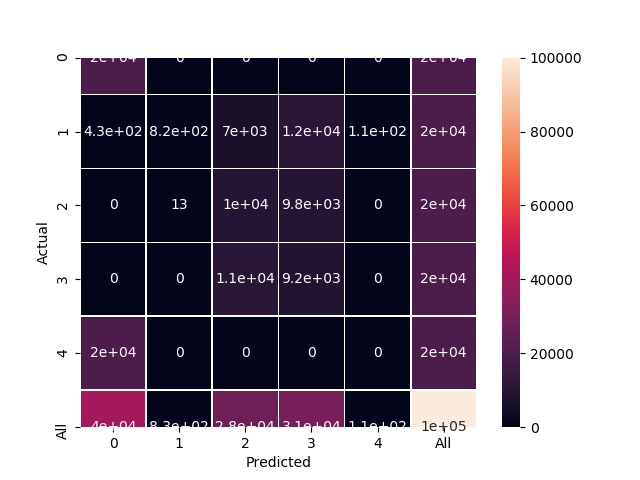 0 2e+04 0 0 0 0 2e+04 100000
1 4.3e+02 8.2e+02 7e+03 1.2e+04 1.1e+02 2e+04 80000
2 0 13 1e+04 9.8e+03 0 2e+04 60000
Actual
3 0 0 1.1e+04 9.2e+03 0 2e+04 40000
4 2e+04 0 0 0 0 2e+04 20000
All 4e+04 8.3e+02 2.8e+04 3.1e+04 1.1e+02 1e+05 0
0 1 2 3 4 All
Predicted